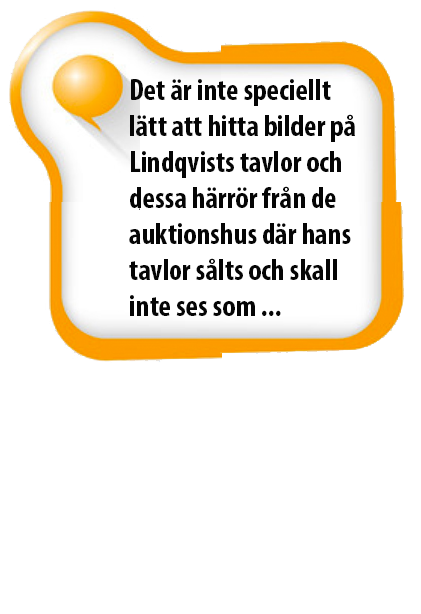 Det är inte speciellt
lätt att hitta bilder på
Lindqvists tavlor och
dessa härrör från de
auktionshus där hans
tavlor sålts och skall
inte ses som ...